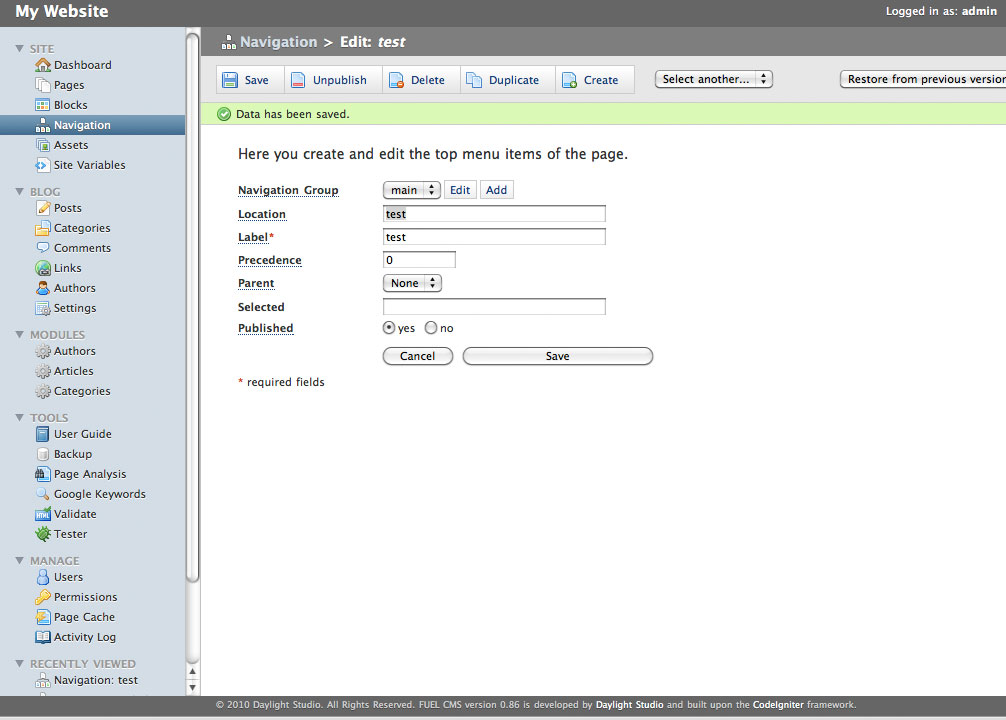 My Website
Logged in as: admin
SITE
Dashboard
Pages
Blocks
Navigation
Assets
Site Variables
BLOG
Posts
Categories
Comments
Links
Authors
Settings
MODULES
Authors
Articles
Categories
TOOLS
User Guide
Backup
Page Analysis
Google Keywords
Validate
Tester
MANAGE
Users
Permissions
Page Cache
Activity Log
RECENTLY VIEWED
Navigation: test
Navigation > Edit: test
Save Unpublish Delete Duplicate Create Select another... Restore from previous version
Data has been saved.
Here you create and edit the top menu items of the page.
Navigation Group main Edit Add
Location test
Label* test
Precedence 0
Parent None
Selected
Published yes no
Cancel Save
* required fields
© 2010 Daylight Studio. All Rights Reserved. FUEL CMS version 0.86 is developed by Daylight Studio and built upon the CodeIgniter framework.